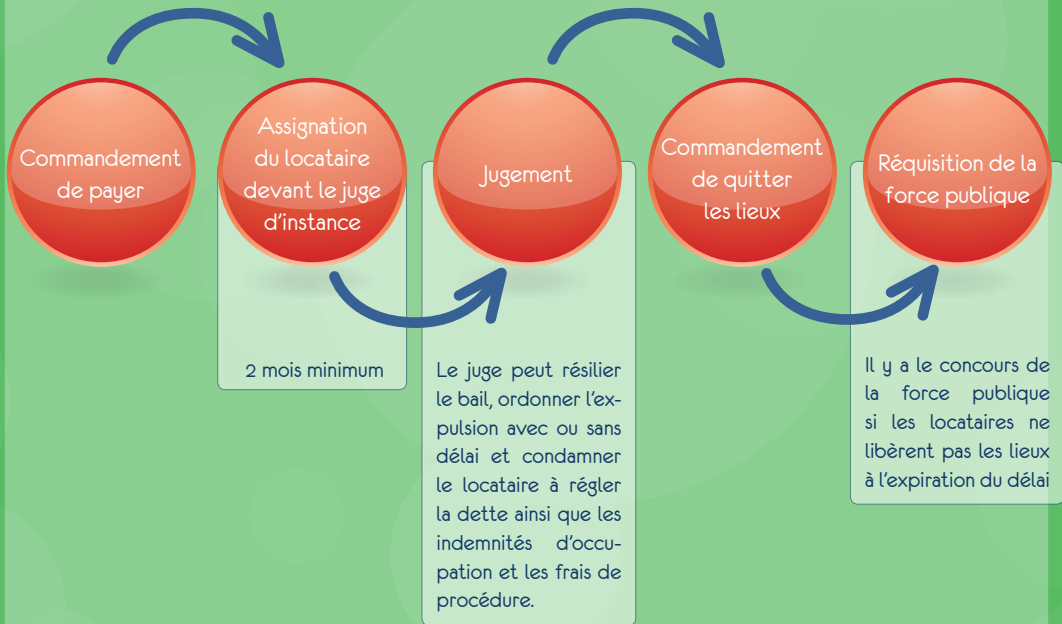 Commandement
de payer
Assignation
du locataire
devant le juge
d'instance
2 mois minimum
Jugement
Le juge peut résilier
le bail, ordonner l'ex-
pulsion avec ou sans
délai et condamner
le locataire à régler
la dette ainsi que les
indemnités d'occu-
pation et les frais de
procédure.
Commandement
de quitter
les lieux
Réquisition de la
force publique
Il y a le concours de
la force publique
si les locataires ne
libèrent pas les lieux
à l'expiration du délai